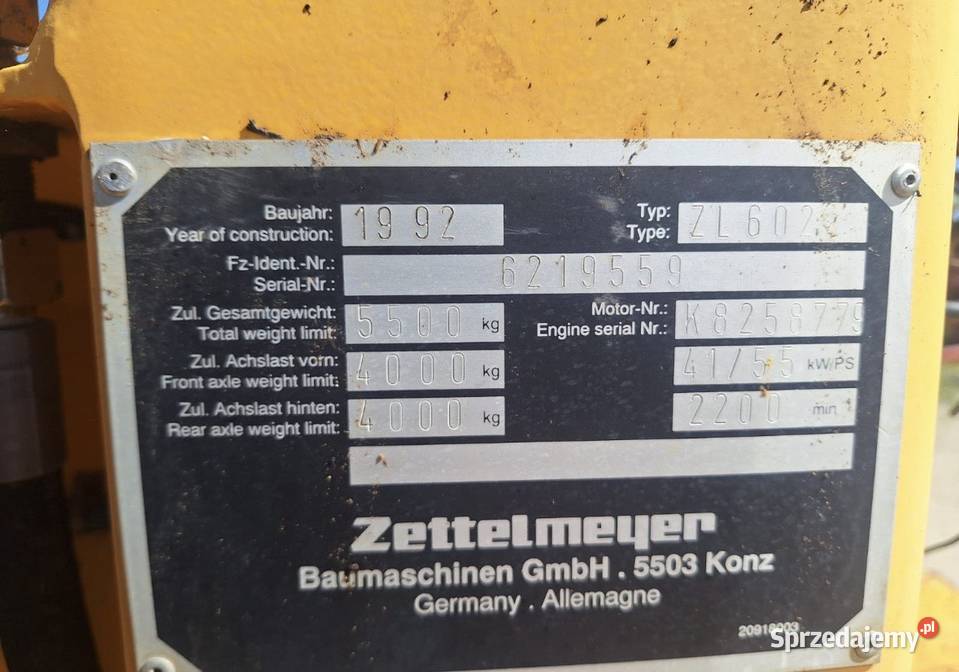 Baujahr: 1992 Typ: ZL602
Year of construction: Type:
Fz-Ident.-Nr.: 6219559
Serial-Nr.:
Zul. Gesamtgewicht: 5500 kg Motor-Nr.: K8258779
Total weight limit: Engine serial Nr.:
Zul. Achslast vorn: 4000 kg 41/55 kW/PS
Front axle weight limit:
Zul. Achslast hinten: 4000 kg 2200 min
Rear axle weight limit:
Zettelmeyer
Baumaschinen GmbH . 5503 Konz
Germany . Allemagne
20918003
Sprzedajemy.pl